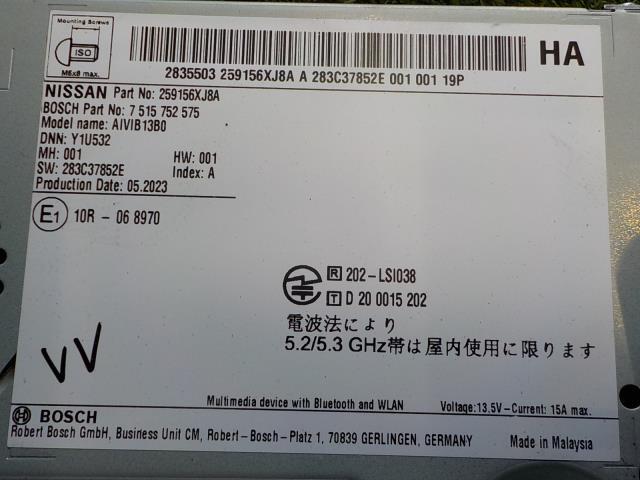 Mounting Screws
ISO
M5x8 max.
HA
2835503 259156XJ8A A 283C37852E 001 001 19P
NISSAN Part No: 259156XJ8A
BOSCH Part No: 7 515 752 575
Model name: AIVIB13B0
DNN: Y1U532
MH: 001 HW: 001
SW: 283C37852E Index: A
Production Date: 05.2023
E1 10R - 06 8970
R 202-LSI038
T D 20 0015 202
電波法により
5.2/5.3 GHz帯は屋内使用に限ります
VV
Multimedia device with Bluetooth and WLAN Voltage:13.5V-Current: 15A max.
BOSCH
Robert Bosch GmbH, Business Unit CM, Robert-Bosch-Platz 1, 70839 GERLINGEN, GERMANY Made in Malaysia